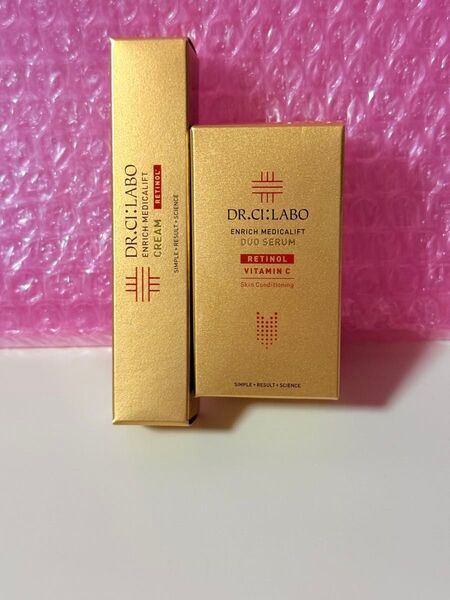 DR.CI:LABO
ENRICH MEDICALIFT
CREAM RETINOL*
SIMPLE+RESULT+SCIENCE
DR.CI:LABO
ENRICH MEDICALIFT
DUO SERUM
RETINOL
VITAMIN C
Skin Conditioning
SIMPLE+RESULT+SCIENCE